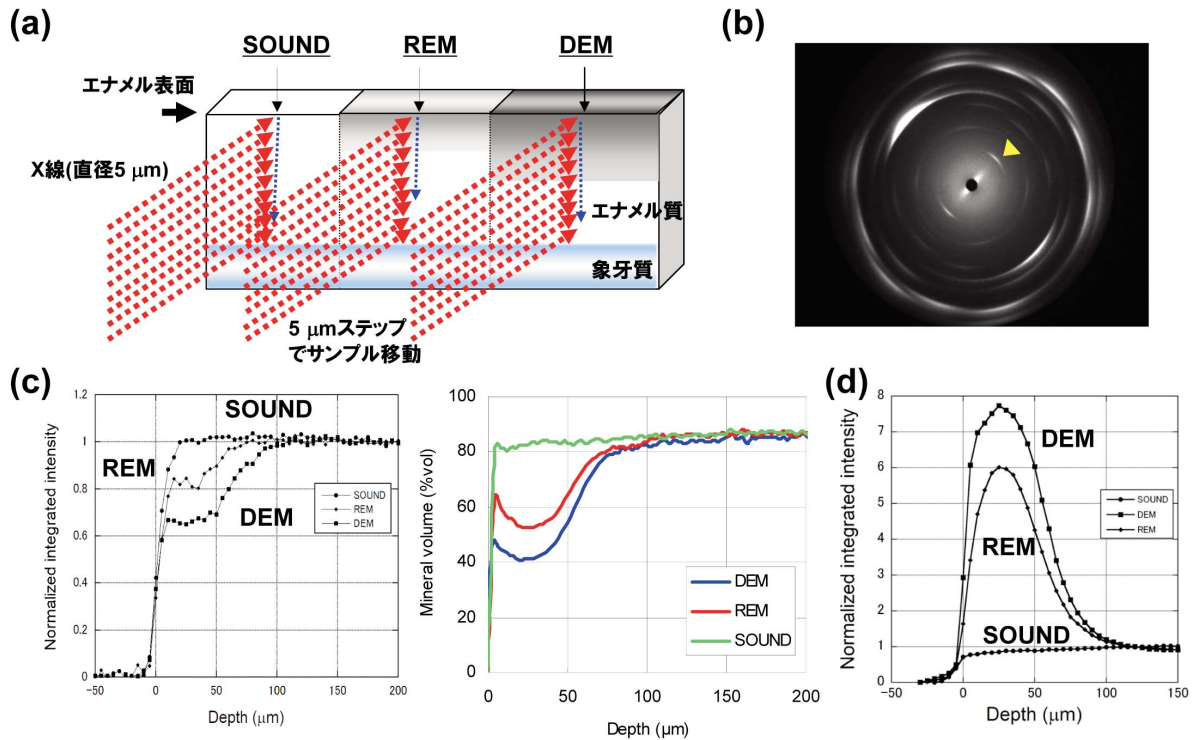 (a)
SOUND
REM
DEM
エナメル表面
X線(直径5 μm)
エナメル質
象牙質
5 μmステップ
でサンプル移動
(b)
(c)
Normalized integrated intensity
1.2
1
0.8
0.6
0.4
0.2
0
SOUND
REM
DEM
SOUND
REM
DEM
-50
0
50
100
150
200
Depth (μm)
Mineral volume (%vol)
100
80
60
40
20
0
DEM
REM
SOUND
0
50
100
150
200
Depth (μm)
(d)
Normalized integrated intensity
8
7
6
5
4
3
2
1
0
DEM
REM
SOUND
SOUND
DEM
REM
-50
0
50
100
150
Depth (μm)